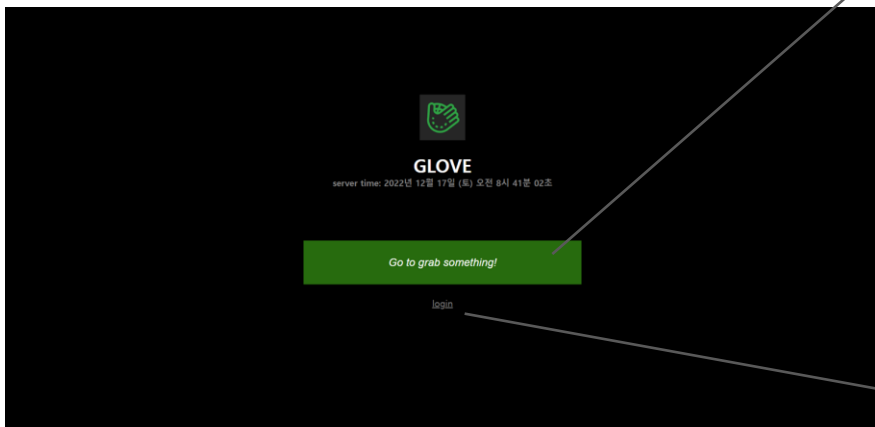 GLOVE
server time: 2022년 12월 17일 (토) 오전 8시 41분 02초
Go to grab something!
login